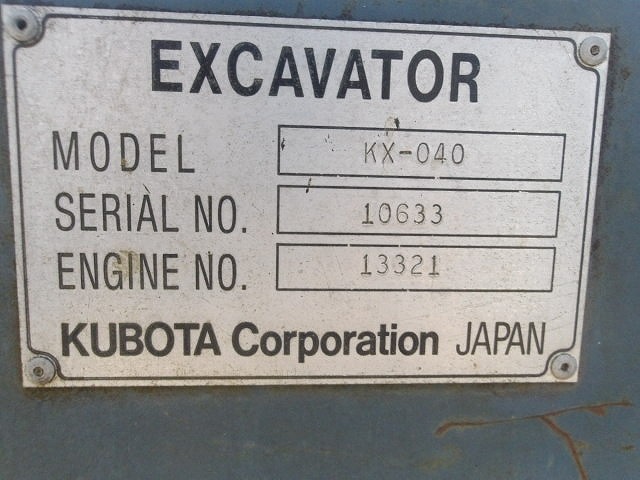 EXCAVATOR
MODEL KX-040
SERIAL NO. 10633
ENGINE NO. 13321
KUBOTA Corporation JAPAN